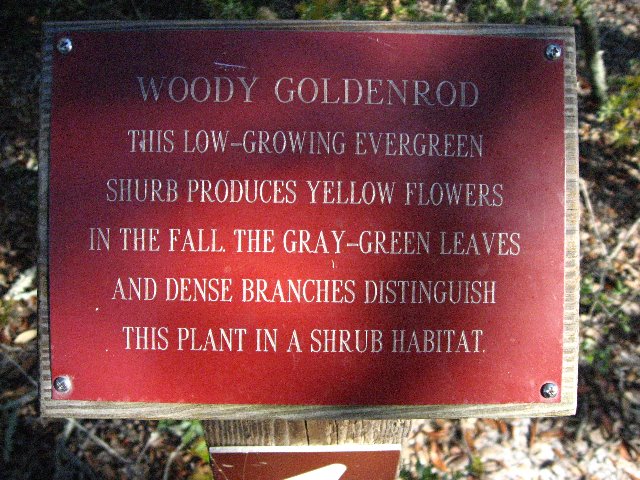 WOODY GOLDENROD
THIS LOW-GROWING EVERGREEN
SHURB PRODUCES YELLOW FLOWERS
IN THE FALL. THE GRAY-GREEN LEAVES
AND DENSE BRANCHES DISTINGUISH
THIS PLANT IN A SHRUB HABITAT.